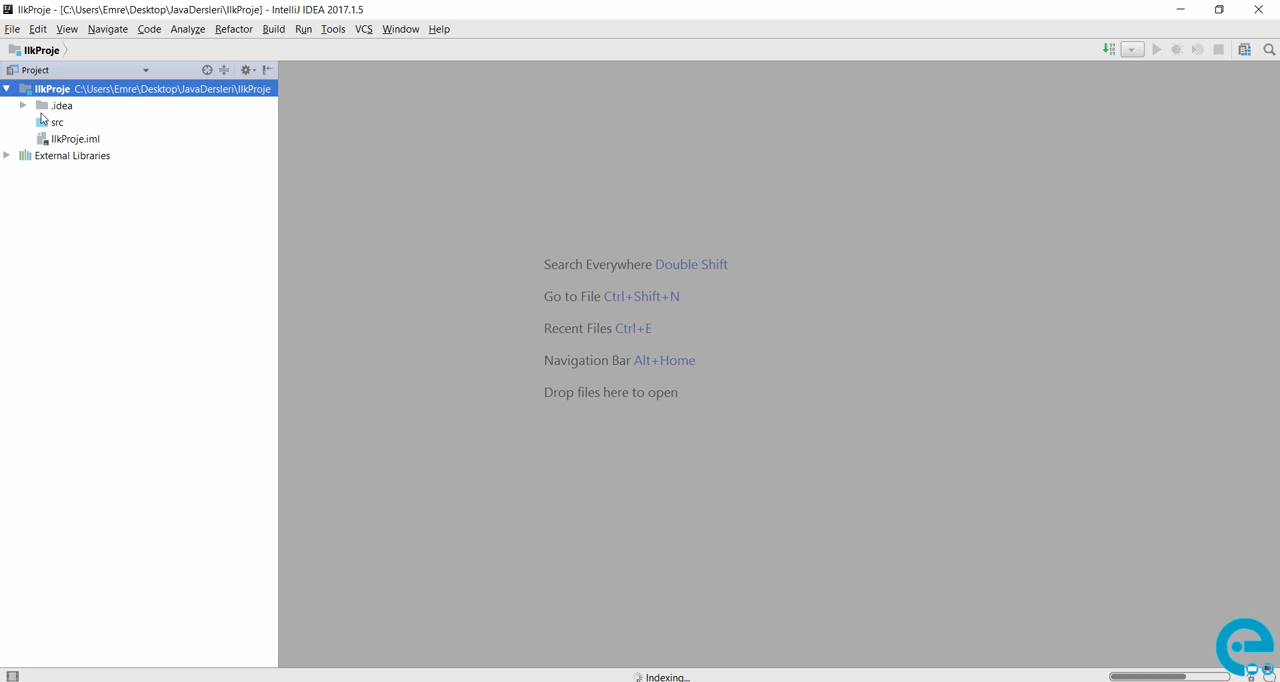 IlkProje - [C:\Users\Emre\Desktop\JavaDersleri\IlkProje] - IntelliJ IDEA 2017.1.5
File Edit View Navigate Code Analyze Refactor Build Run Tools VCS Window Help
IlkProje
Project
IlkProje C:\Users\Emre\Desktop\JavaDersleri\IlkProje
.idea
src
IlkProje.iml
External Libraries
Search Everywhere Double Shift
Go to File Ctrl+Shift+N
Recent Files Ctrl+E
Navigation Bar Alt+Home
Drop files here to open
Indexing...